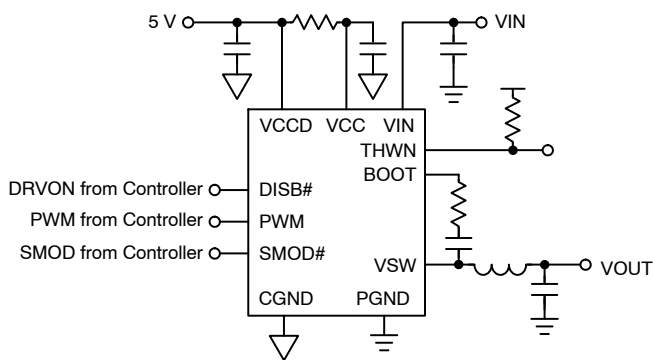 5 V
VIN
VCCD VCC VIN
THWN
BOOT
DRVON from Controller DISB#
PWM from Controller PWM
SMOD from Controller SMOD#
VSW
VOUT
CGND PGND